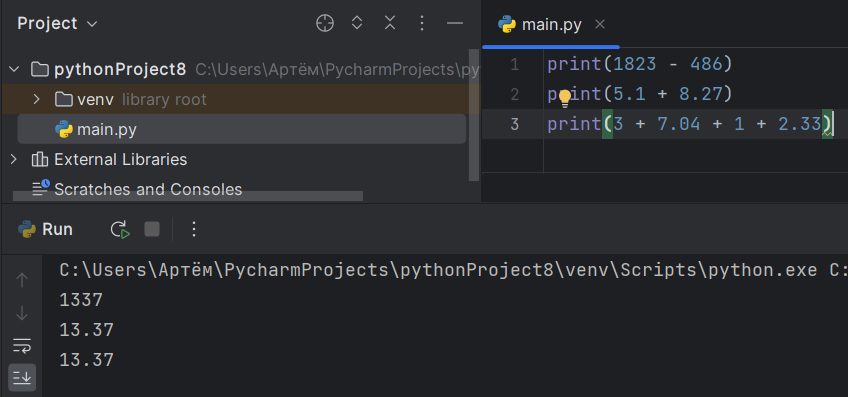 Project
pythonProject8 C:\Users\Артём\PycharmProjects\py
venv library root
main.py
External Libraries
Scratches and Consoles
main.py
1 print(1823 - 486)
2 print(5.1 + 8.27)
3 print(3 + 7.04 + 1 + 2.33)
Run
C:\Users\Артём\PycharmProjects\pythonProject8\venv\Scripts\python.exe C:
1337
13.37
13.37